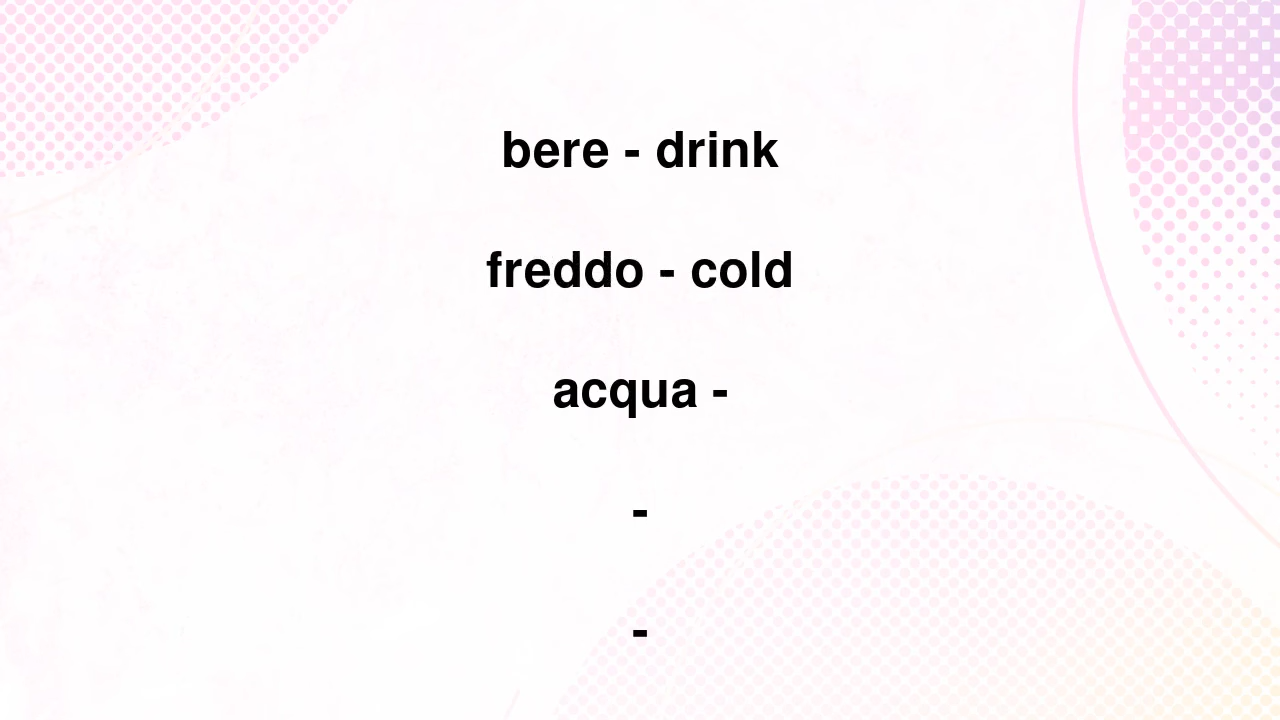 bere - drink
freddo - cold
acqua -
-
-